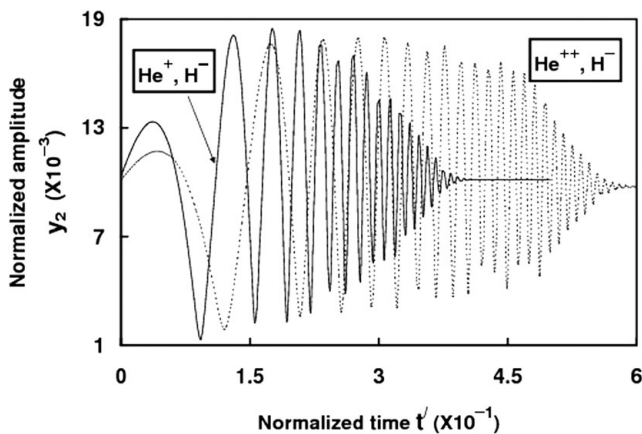 19
13
7
1
Normalized amplitude
y₂ (X10⁻³)
He⁺, H⁻
He⁺⁺, H⁻
0
1.5
3
4.5
6
Normalized time t′ (X10⁻¹)